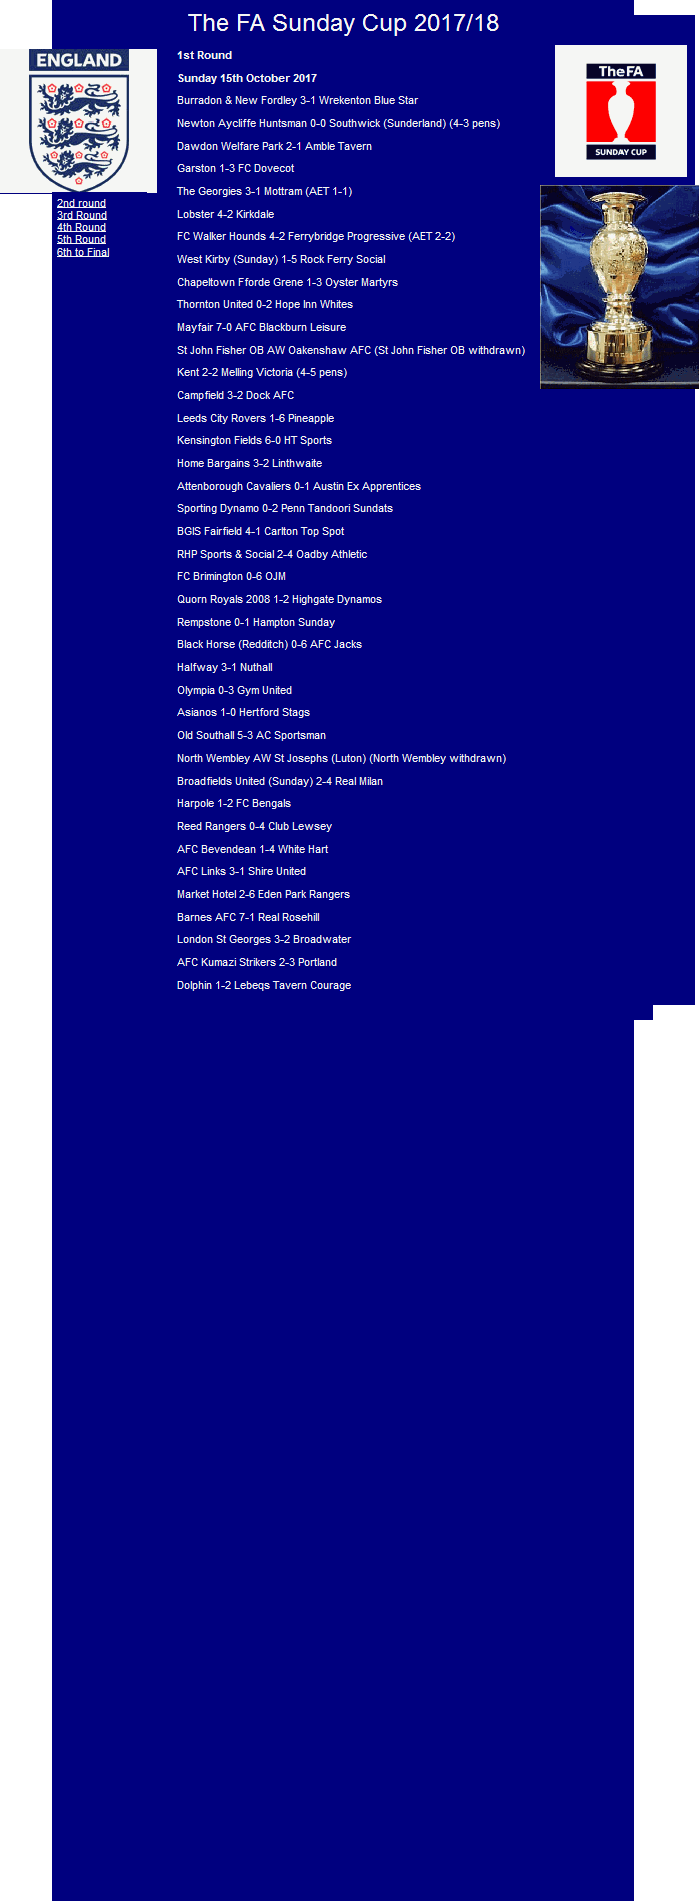 The FA Sunday Cup 2017/18
ENGLAND
1st Round
TheFA
SUNDAY CUP
Sunday 15th October 2017
Burradon & New Fordley 3-1 Wrekenton Blue Star
Newton Aycliffe Huntsman 0-0 Southwick (Sunderland) (4-3 pens)
Dawdon Welfare Park 2-1 Amble Tavern
Garston 1-3 FC Dovecot
The Georgies 3-1 Mottram (AET 1-1)
2nd round
3rd Round
4th Round
5th Round
6th to Final
Lobster 4-2 Kirkdale
FC Walker Hounds 4-2 Ferrybridge Progressive (AET 2-2)
West Kirby (Sunday) 1-5 Rock Ferry Social
Chapeltown Fforde Grene 1-3 Oyster Martyrs
Thornton United 0-2 Hope Inn Whites
Mayfair 7-0 AFC Blackburn Leisure
St John Fisher OB AW Oakenshaw AFC (St John Fisher OB withdrawn)
Kent 2-2 Melling Victoria (4-5 pens)
Campfield 3-2 Dock AFC
Leeds City Rovers 1-6 Pineapple
Kensington Fields 6-0 HT Sports
Home Bargains 3-2 Linthwaite
Attenborough Cavaliers 0-1 Austin Ex Apprentices
Sporting Dynamo 0-2 Penn Tandoori Sundats
BGIS Fairfield 4-1 Carlton Top Spot
RHP Sports & Social 2-4 Oadby Athletic
FC Brimington 0-6 OJM
Quorn Royals 2008 1-2 Highgate Dynamos
Rempstone 0-1 Hampton Sunday
Black Horse (Redditch) 0-6 AFC Jacks
Halfway 3-1 Nuthall
Olympia 0-3 Gym United
Asianos 1-0 Hertford Stags
Old Southall 5-3 AC Sportsman
North Wembley AW St Josephs (Luton) (North Wembley withdrawn)
Broadfields United (Sunday) 2-4 Real Milan
Harpole 1-2 FC Bengals
Reed Rangers 0-4 Club Lewsey
AFC Bevendean 1-4 White Hart
AFC Links 3-1 Shire United
Market Hotel 2-6 Eden Park Rangers
Barnes AFC 7-1 Real Rosehill
London St Georges 3-2 Broadwater
AFC Kumazi Strikers 2-3 Portland
Dolphin 1-2 Lebeqs Tavern Courage